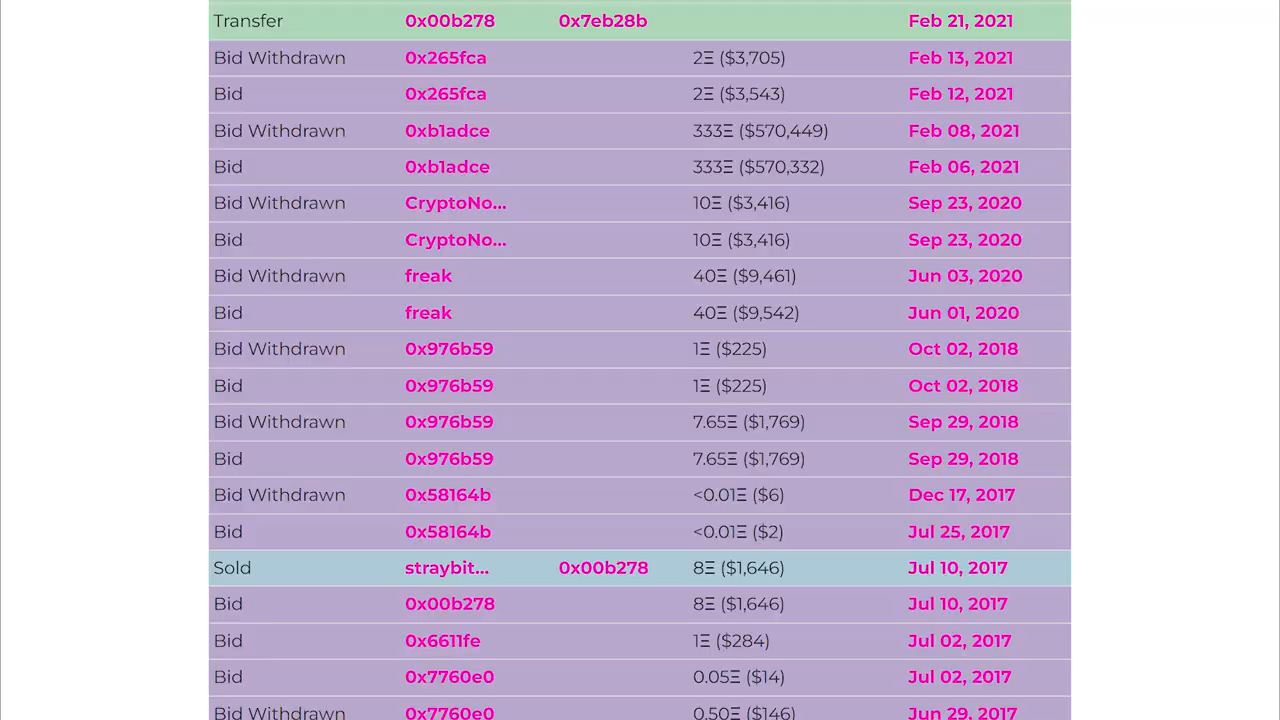 Transfer 0x00b278 0x7eb28b Feb 21, 2021
Bid Withdrawn 0x265fca 2Ξ ($3,705) Feb 13, 2021
Bid 0x265fca 2Ξ ($3,543) Feb 12, 2021
Bid Withdrawn 0xb1adce 333Ξ ($570,449) Feb 08, 2021
Bid 0xb1adce 333Ξ ($570,332) Feb 06, 2021
Bid Withdrawn CryptoNo... 10Ξ ($3,416) Sep 23, 2020
Bid CryptoNo... 10Ξ ($3,416) Sep 23, 2020
Bid Withdrawn freak 40Ξ ($9,461) Jun 03, 2020
Bid freak 40Ξ ($9,542) Jun 01, 2020
Bid Withdrawn 0x976b59 1Ξ ($225) Oct 02, 2018
Bid 0x976b59 1Ξ ($225) Oct 02, 2018
Bid Withdrawn 0x976b59 7.65Ξ ($1,769) Sep 29, 2018
Bid 0x976b59 7.65Ξ ($1,769) Sep 29, 2018
Bid Withdrawn 0x58164b <0.01Ξ ($6) Dec 17, 2017
Bid 0x58164b <0.01Ξ ($2) Jul 25, 2017
Sold straybit... 0x00b278 8Ξ ($1,646) Jul 10, 2017
Bid 0x00b278 8Ξ ($1,646) Jul 10, 2017
Bid 0x6611fe 1Ξ ($284) Jul 02, 2017
Bid 0x7760e0 0.05Ξ ($14) Jul 02, 2017
Bid Withdrawn 0x7760e0 0.50Ξ ($146) Jun 29, 2017